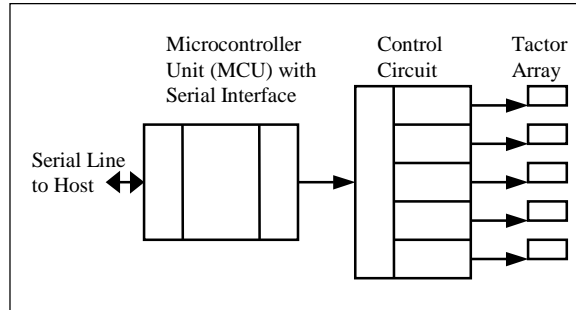 Microcontroller
Unit (MCU) with
Serial Interface
Control
Circuit
Tactor
Array
Serial Line
to Host